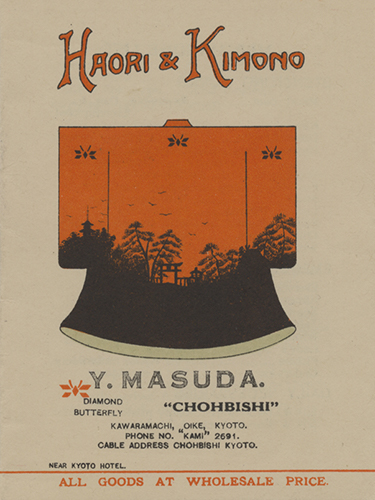 HAORI & KIMONO
Y. MASUDA.
DIAMOND
BUTTERFLY
"CHOHBISHI"
KAWARAMACHI, OIKE, KYOTO.
PHONE NO. "KAMI" 2691.
CABLE ADDRESS CHOHBISHI KYOTO.
NEAR KYOTO HOTEL.
ALL GOODS AT WHOLESALE PRICE.